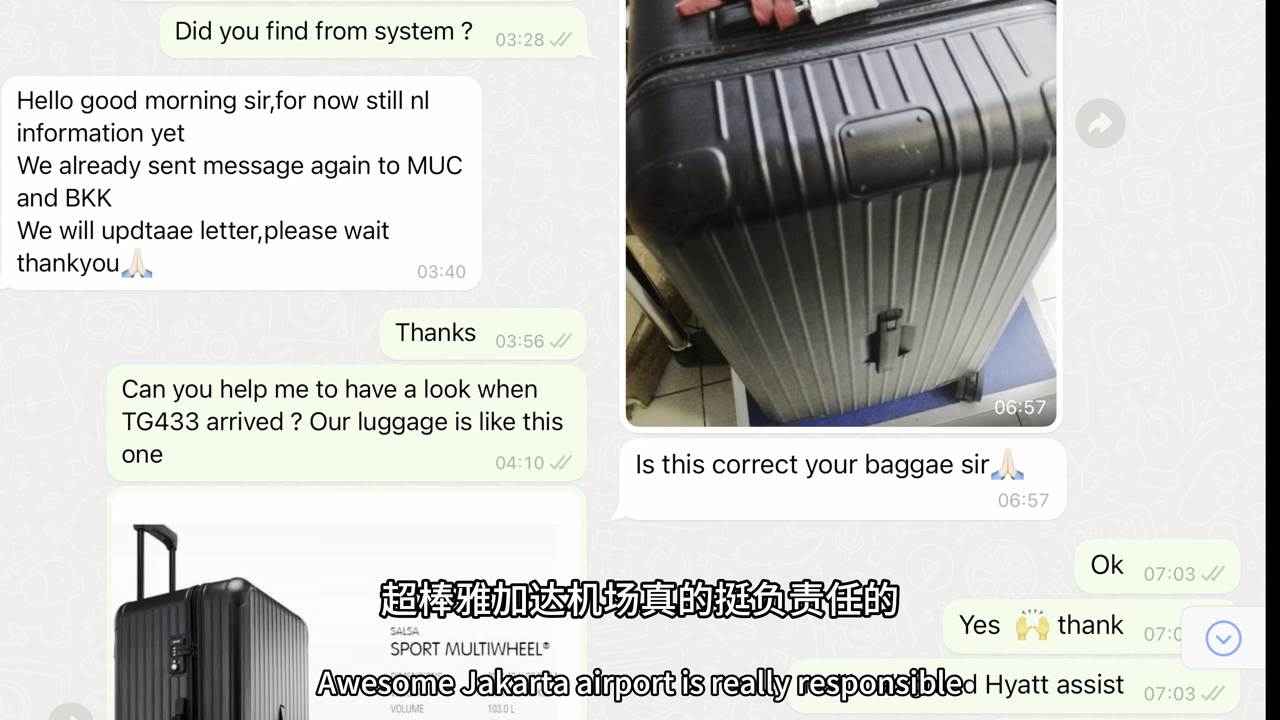 Did you find from system ? 03:28
Hello good morning sir,for now still nl
information yet
We already sent message again to MUC
and BKK
We will updtaae letter,please wait
thankyou🙏🏻 03:40
Thanks 03:56
Can you help me to have a look when
TG433 arrived ? Our luggage is like this
one 04:10
SALSA
SPORT MULTIWHEEL®
VOLUME 103.0 L
06:57
Is this correct your baggae sir🙏🏻
06:57
Ok 07:03
Yes 🙌 thank
d Hyatt assist 07:03
超棒雅加达机场真的挺负责任的
Awesome Jakarta airport is really responsible